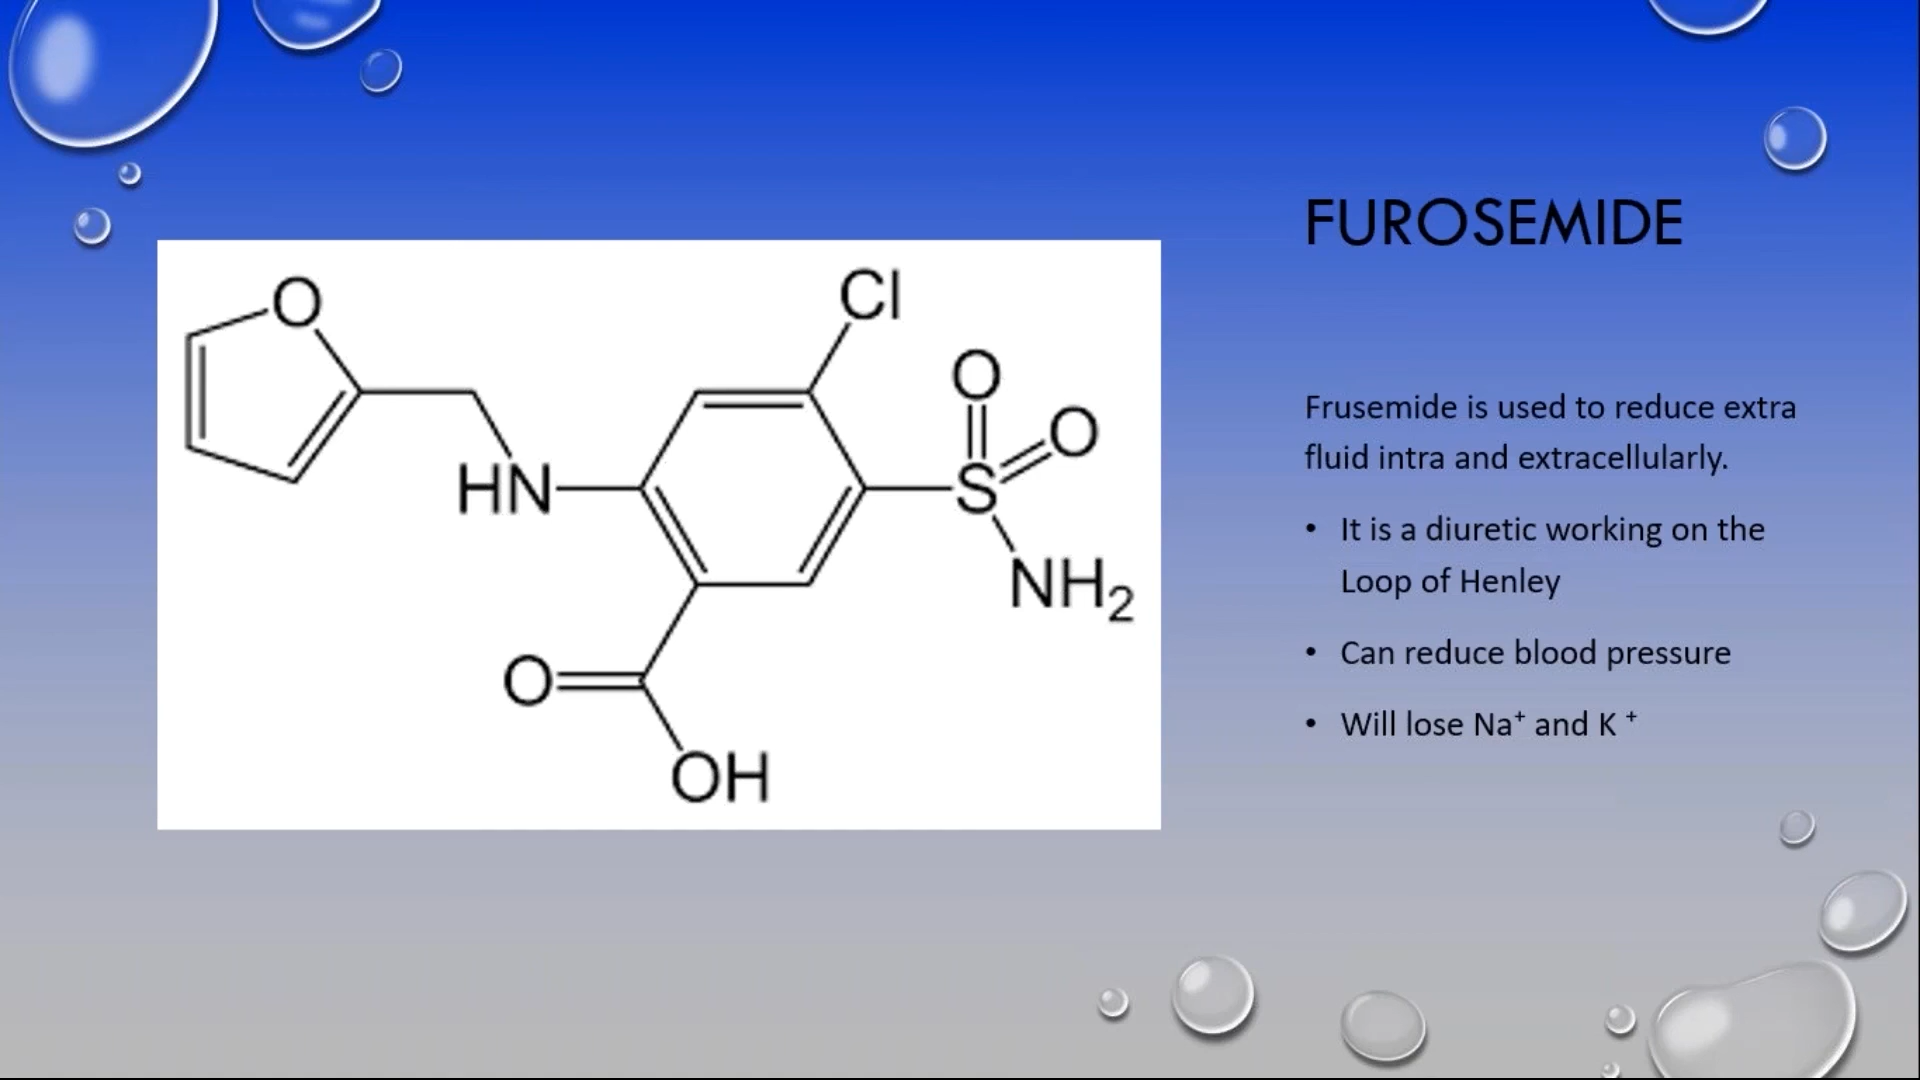 FUROSEMIDE
Frusemide is used to reduce extra
fluid intra and extracellularly.
• It is a diuretic working on the
Loop of Henley
• Can reduce blood pressure
• Will lose Na⁺ and K ⁺
O
Cl
O
O
HN
S
NH₂
O
OH